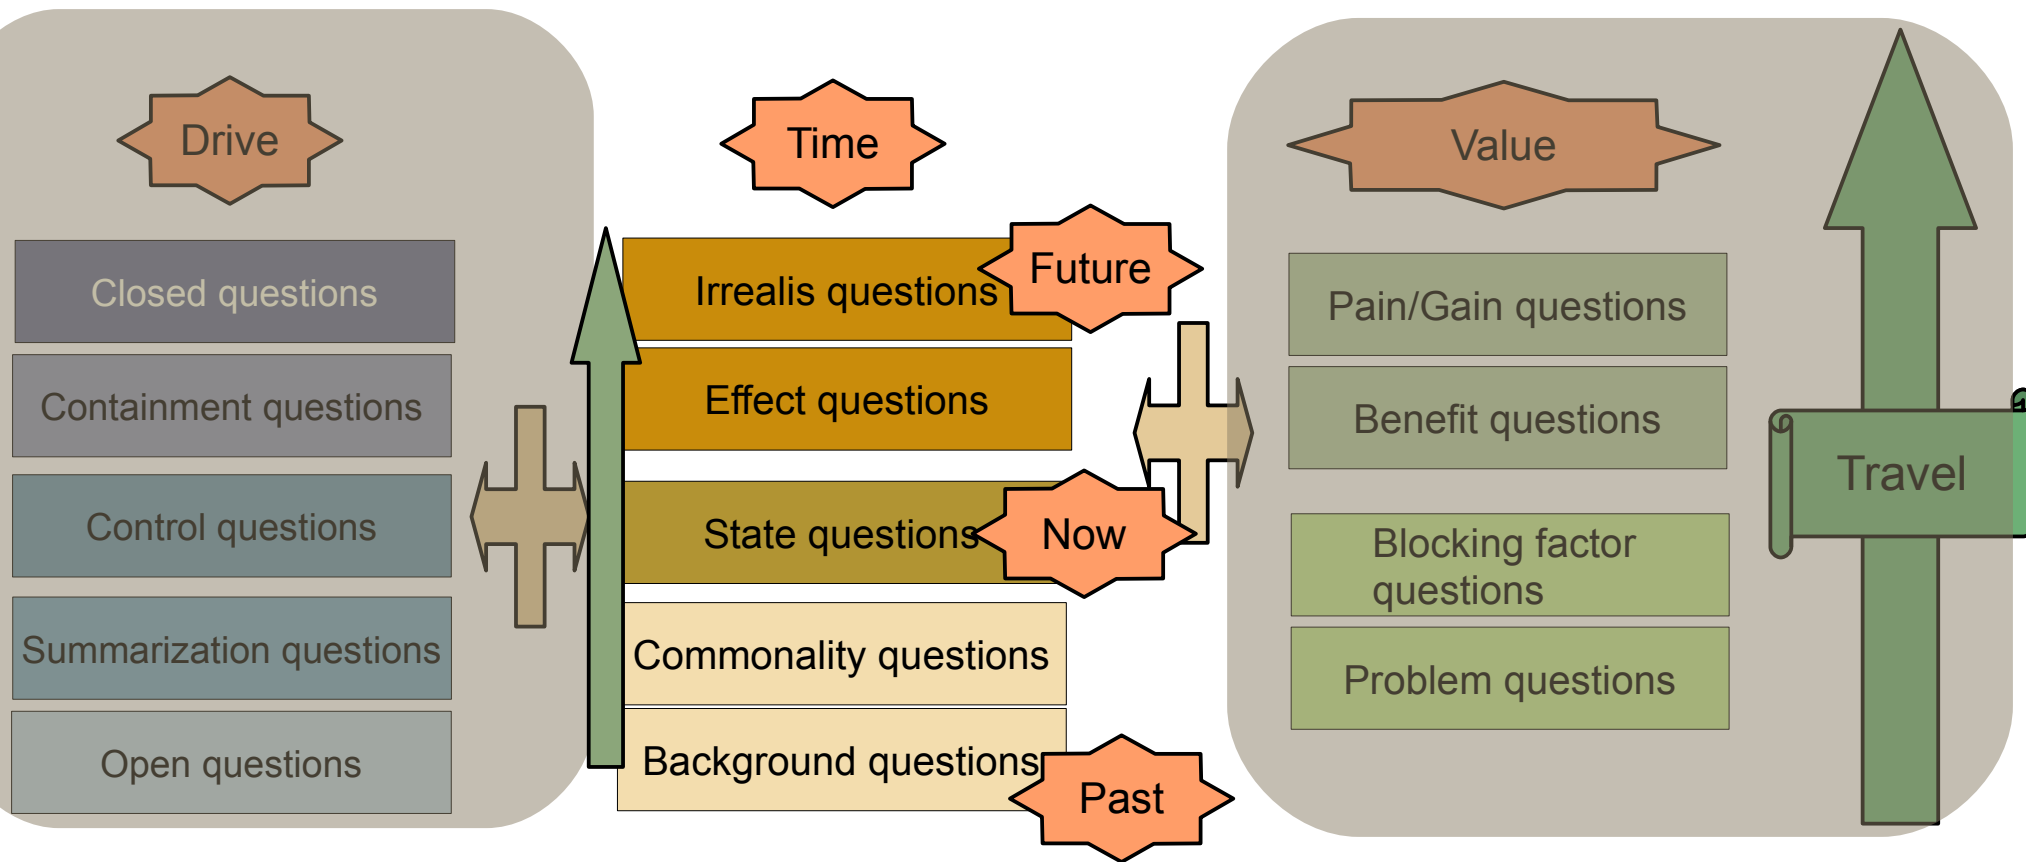 Drive
Closed questions
Containment questions
Control questions
Summarization questions
Open questions
Time
Irrealis questions
Future
Effect questions
State questions
Now
Commonality questions
Background questions
Past
Value
Pain/Gain questions
Benefit questions
Blocking factor
questions
Problem questions
Travel